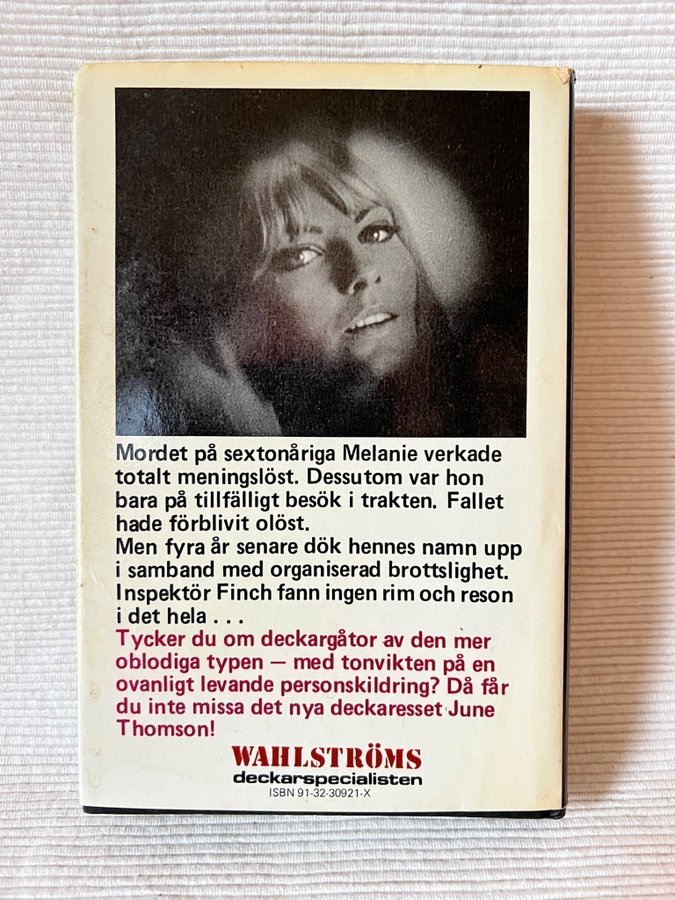 Mordet på sextonåriga Melanie verkade
totalt meningslöst. Dessutom var hon
bara på tillfälligt besök i trakten. Fallet
hade förblivit olöst.
Men fyra år senare dök hennes namn upp
i samband med organiserad brottslighet.
Inspektör Finch fann ingen rim och reson
i det hela . . .
Tycker du om deckargåtor av den mer
oblodiga typen — med tonvikten på en
ovanligt levande personskildring? Då får
du inte missa det nya deckaresset June
Thomson!
WAHLSTRÖMS
deckarspecialisten
ISBN 91-32-30921-X